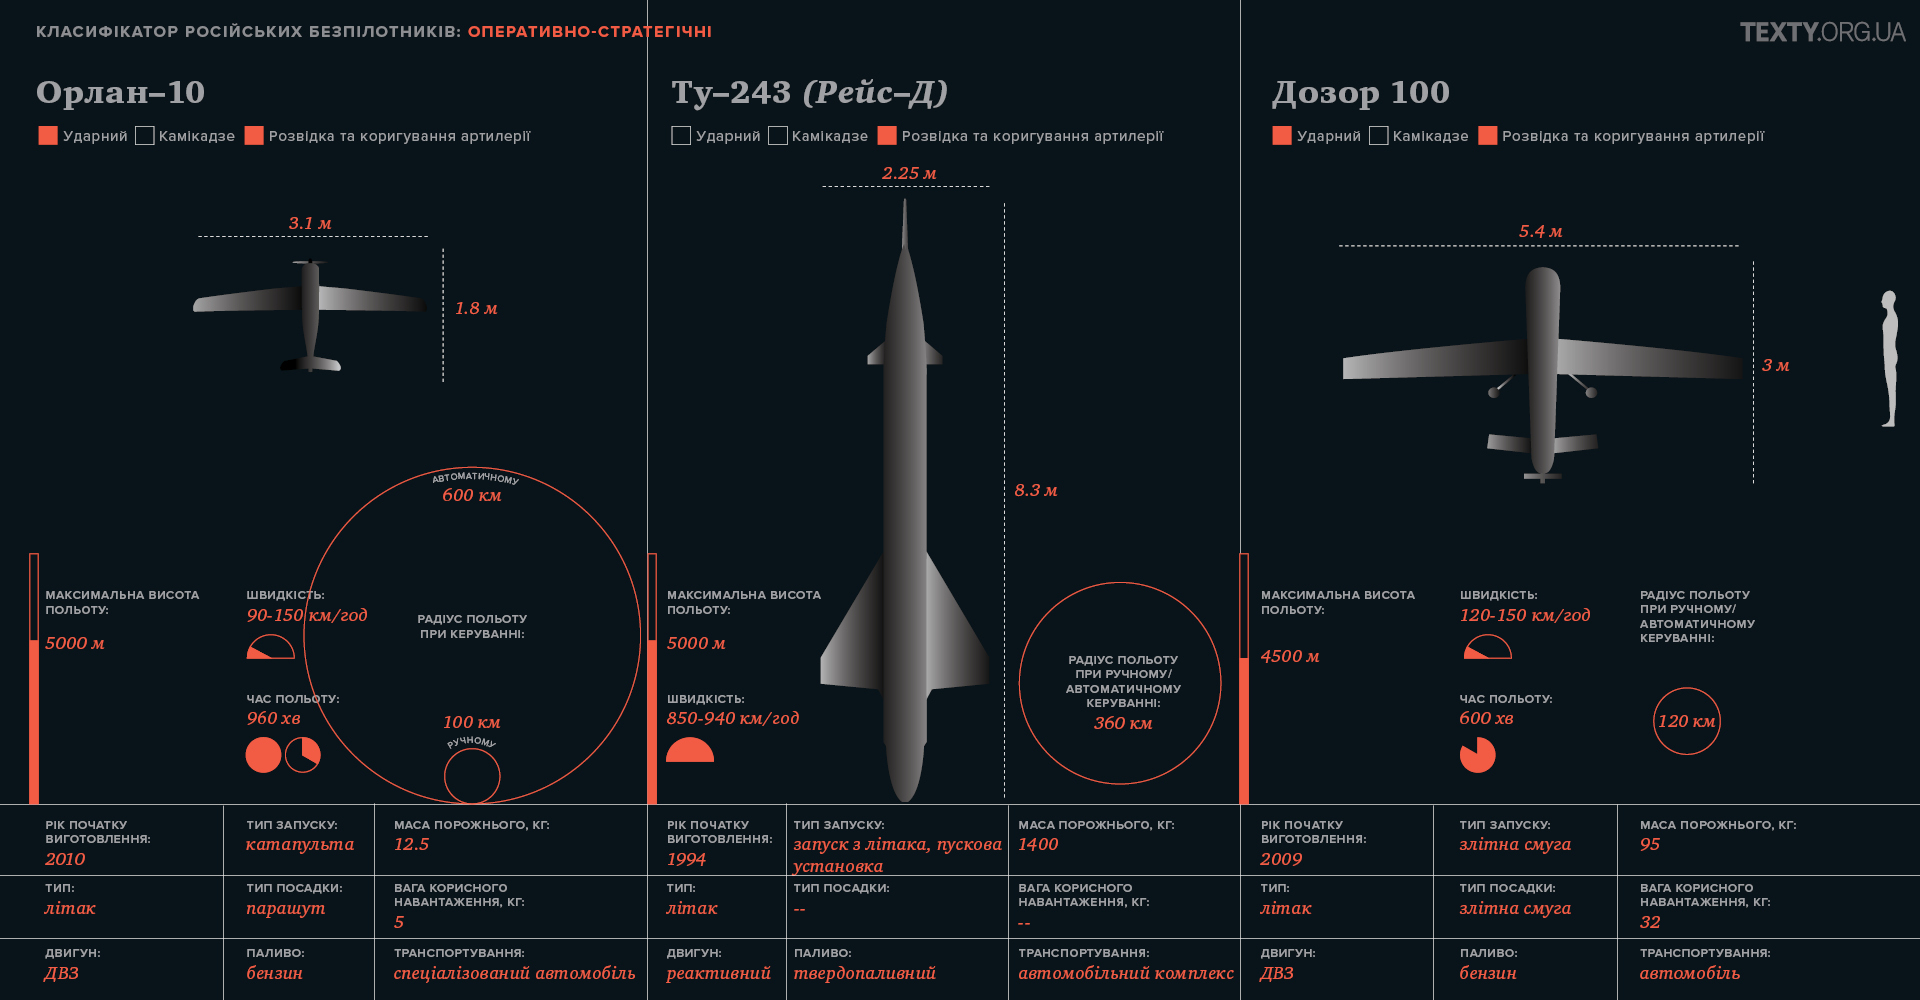 КЛАСИФІКАТОР РОСІЙСЬКИХ БЕЗПІЛОТНИКІВ: ОПЕРАТИВНО-СТРАТЕГІЧНІ
TEXTY.ORG.UA
Орлан–10
Ударний Камікадзе Розвідка та коригування артилерії
3.1 м
1.8 м
АВТОМАТИЧНОМУ
600 км
МАКСИМАЛЬНА ВИСОТА
ПОЛЬОТУ:
5000 м
ШВИДКІСТЬ:
90-150 км/год
РАДІУС ПОЛЬОТУ
ПРИ КЕРУВАННІ:
ЧАС ПОЛЬОТУ:
960 хв
100 км
РУЧНОМУ
РІК ПОЧАТКУ
ВИГОТОВЛЕННЯ:
2010
ТИП ЗАПУСКУ:
катапульта
МАСА ПОРОЖНЬОГО, КГ:
12.5
ТИП:
літак
ТИП ПОСАДКИ:
парашут
ВАГА КОРИСНОГО
НАВАНТАЖЕННЯ, КГ:
5
ДВИГУН:
ДВЗ
ПАЛИВО:
бензин
ТРАНСПОРТУВАННЯ:
спеціалізований автомобіль
Ту–243 (Рейс–Д)
Ударний Камікадзе Розвідка та коригування артилерії
2.25 м
8.3 м
МАКСИМАЛЬНА ВИСОТА
ПОЛЬОТУ:
5000 м
ШВИДКІСТЬ:
850-940 км/год
РАДІУС ПОЛЬОТУ
ПРИ РУЧНОМУ/
АВТОМАТИЧНОМУ
КЕРУВАННІ:
360 км
РІК ПОЧАТКУ
ВИГОТОВЛЕННЯ:
1994
ТИП ЗАПУСКУ:
запуск з літака, пускова
установка
МАСА ПОРОЖНЬОГО, КГ:
1400
ТИП:
літак
ТИП ПОСАДКИ:
--
ВАГА КОРИСНОГО
НАВАНТАЖЕННЯ, КГ:
--
ДВИГУН:
реактивний
ПАЛИВО:
твердопаливний
ТРАНСПОРТУВАННЯ:
автомобільний комплекс
Дозор 100
Ударний Камікадзе Розвідка та коригування артилерії
5.4 м
3 м
МАКСИМАЛЬНА ВИСОТА
ПОЛЬОТУ:
4500 м
ШВИДКІСТЬ:
120-150 км/год
РАДІУС ПОЛЬОТУ
ПРИ РУЧНОМУ/
АВТОМАТИЧНОМУ
КЕРУВАННІ:
ЧАС ПОЛЬОТУ:
600 хв
120 км
РІК ПОЧАТКУ
ВИГОТОВЛЕННЯ:
2009
ТИП ЗАПУСКУ:
злітна смуга
МАСА ПОРОЖНЬОГО, КГ:
95
ТИП:
літак
ТИП ПОСАДКИ:
злітна смуга
ВАГА КОРИСНОГО
НАВАНТАЖЕННЯ, КГ:
32
ДВИГУН:
ДВЗ
ПАЛИВО:
бензин
ТРАНСПОРТУВАННЯ:
автомобіль